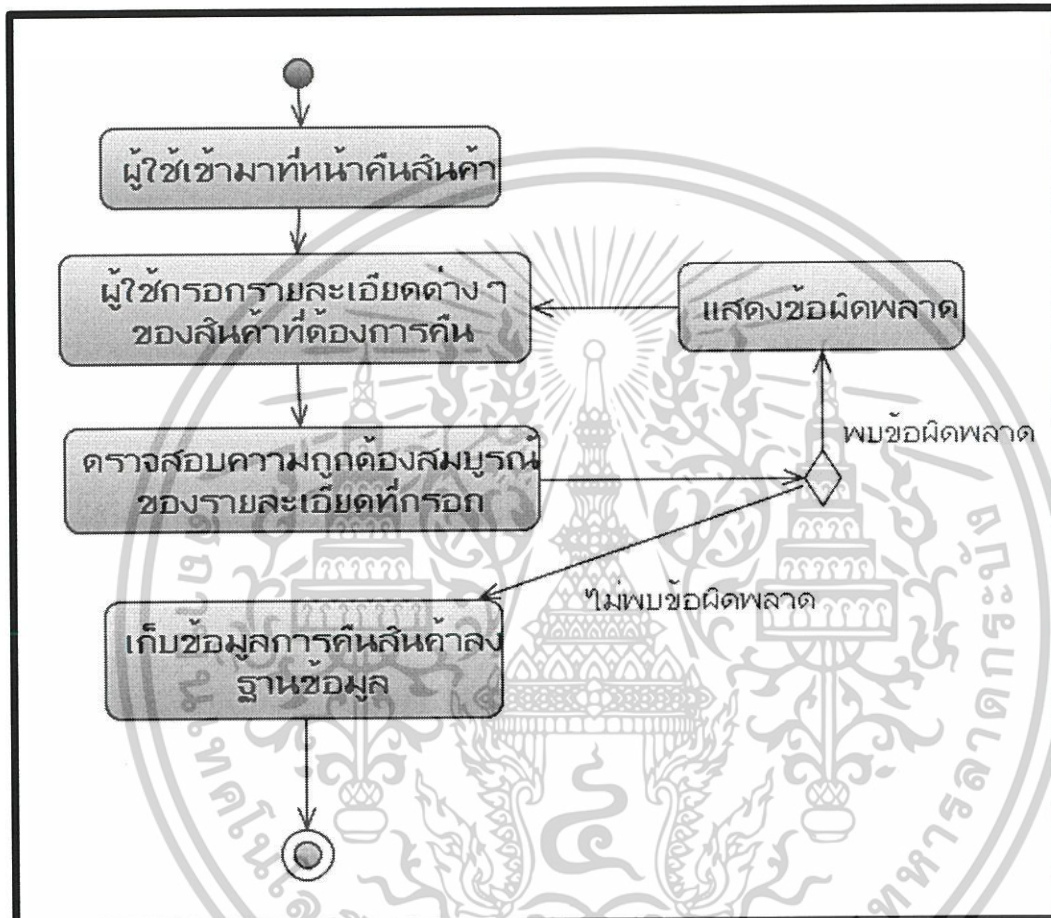 ผู้ใช้เข้ามาที่หน้าคืนสินค้า
ผู้ใช้กรอกรายละเอียดต่าง ๆ
ของสินค้าที่ต้องการคืน
แสดงข้อผิดพลาด
พบข้อผิดพลาด
ตรวจสอบความถูกต้องสมบูรณ์
ของรายละเอียดที่กรอก
ไม่พบข้อผิดพลาด
เก็บข้อมูลการคืนสินค้าลง
ฐานข้อมูล